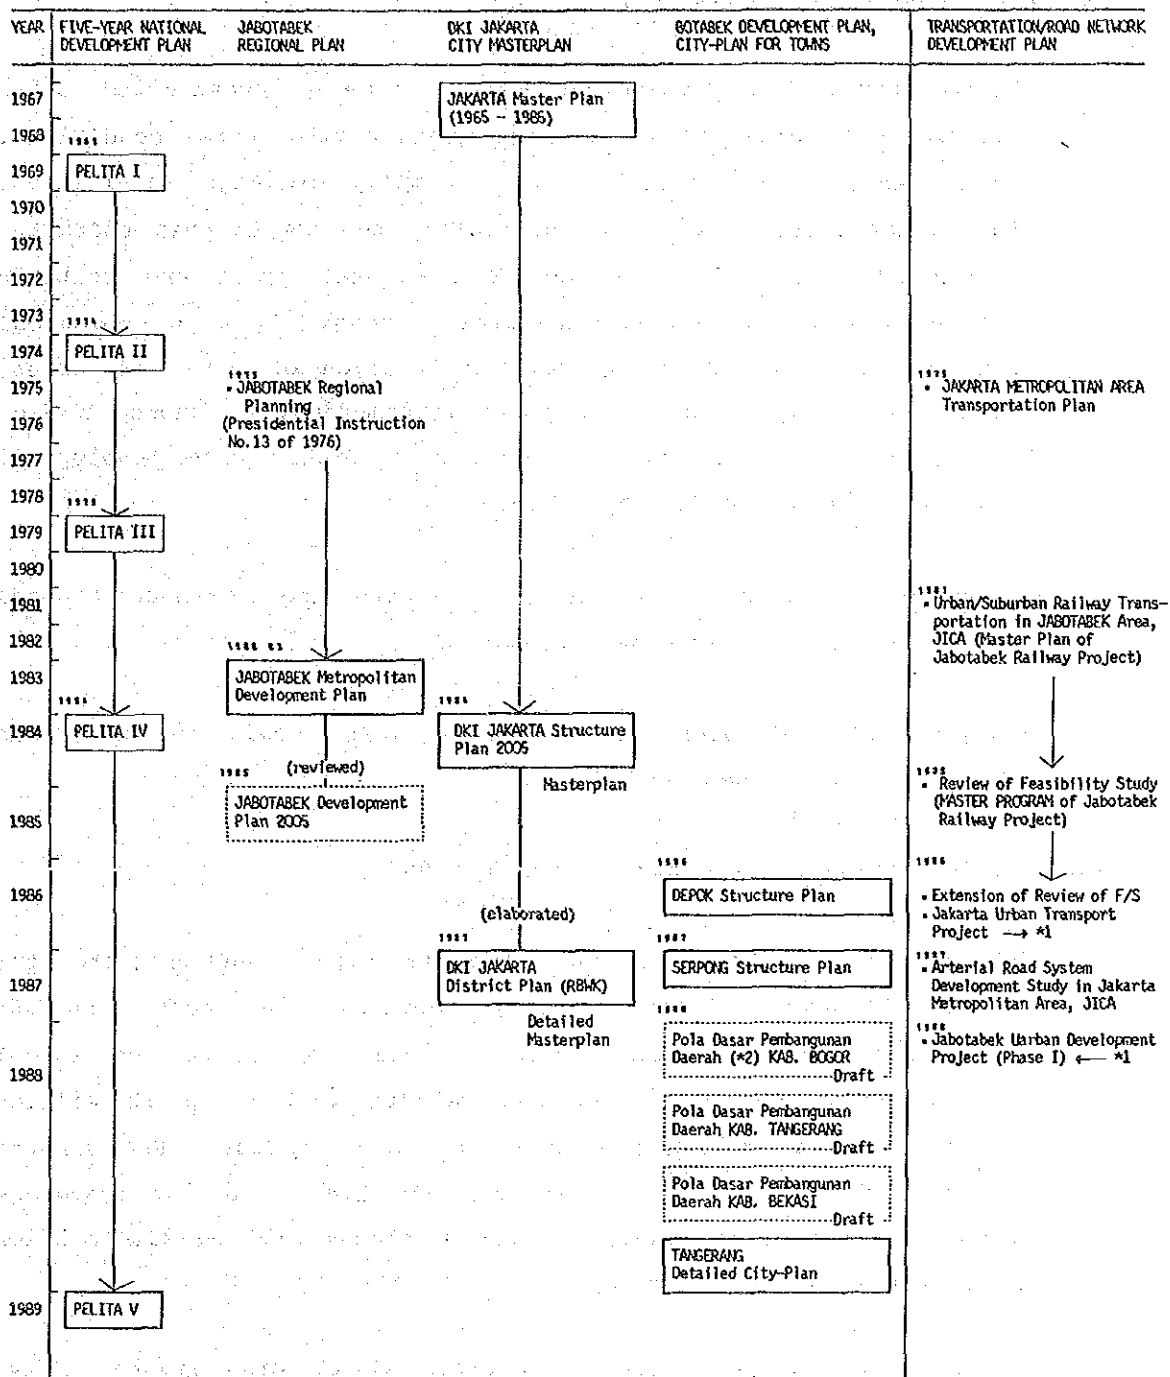 YEAR
FIVE-YEAR NATIONAL
DEVELOPMENT PLAN
JABOTABEK
REGIONAL PLAN
DKI JAKARTA
CITY MASTERPLAN
BOTABEK DEVELOPMENT PLAN,
CITY-PLAN FOR TOWNS
TRANSPORTATION/ROAD NETWORK
DEVELOPMENT PLAN
1967
1968
1969
1970
1971
1972
1973
1974
1975
1976
1977
1978
1979
1980
1981
1982
1983
1984
1985
1986
1987
1988
1989
PELITA I
PELITA II
PELITA III
PELITA IV
PELITA V
• JABOTABEK Regional
Planning
(Presidential Instruction
No.13 of 1976)
JABOTABEK Metropolitan
Development Plan
1985
(reviewed)
JABOTABEK Development
Plan 2005
JAKARTA Master Plan
(1965 - 1985)
DKI JAKARTA Structure
Plan 2005
Masterplan
(elaborated)
DKI JAKARTA
District Plan (RBWK)
Detailed
Masterplan
DEPOK Structure Plan
SERPONG Structure Plan
Pola Dasar Pembangunan
Daerah (*2) KAB. BOGOR
Draft
Pola Dasar Pembangunan
Daerah KAB. TANGERANG
Draft
Pola Dasar Pembangunan
Daerah KAB. BEKASI
Draft
TANGERANG
Detailed City-Plan
• JAKARTA METROPOLITAN AREA
Transportation Plan
• Urban/Suburban Railway Trans-
portation in JABOTABEK Area,
JICA (Master Plan of
Jabotabek Railway Project)
• Review of Feasibility Study
(MASTER PROGRAM of Jabotabek
Railway Project)
• Extension of Review of F/S
• Jakarta Urban Transport
Project → *1
• Arterial Road System
Development Study in Jakarta
Metropolitan Area, JICA
• Jabotabek Uarban Development
Project (Phase I) ← *1